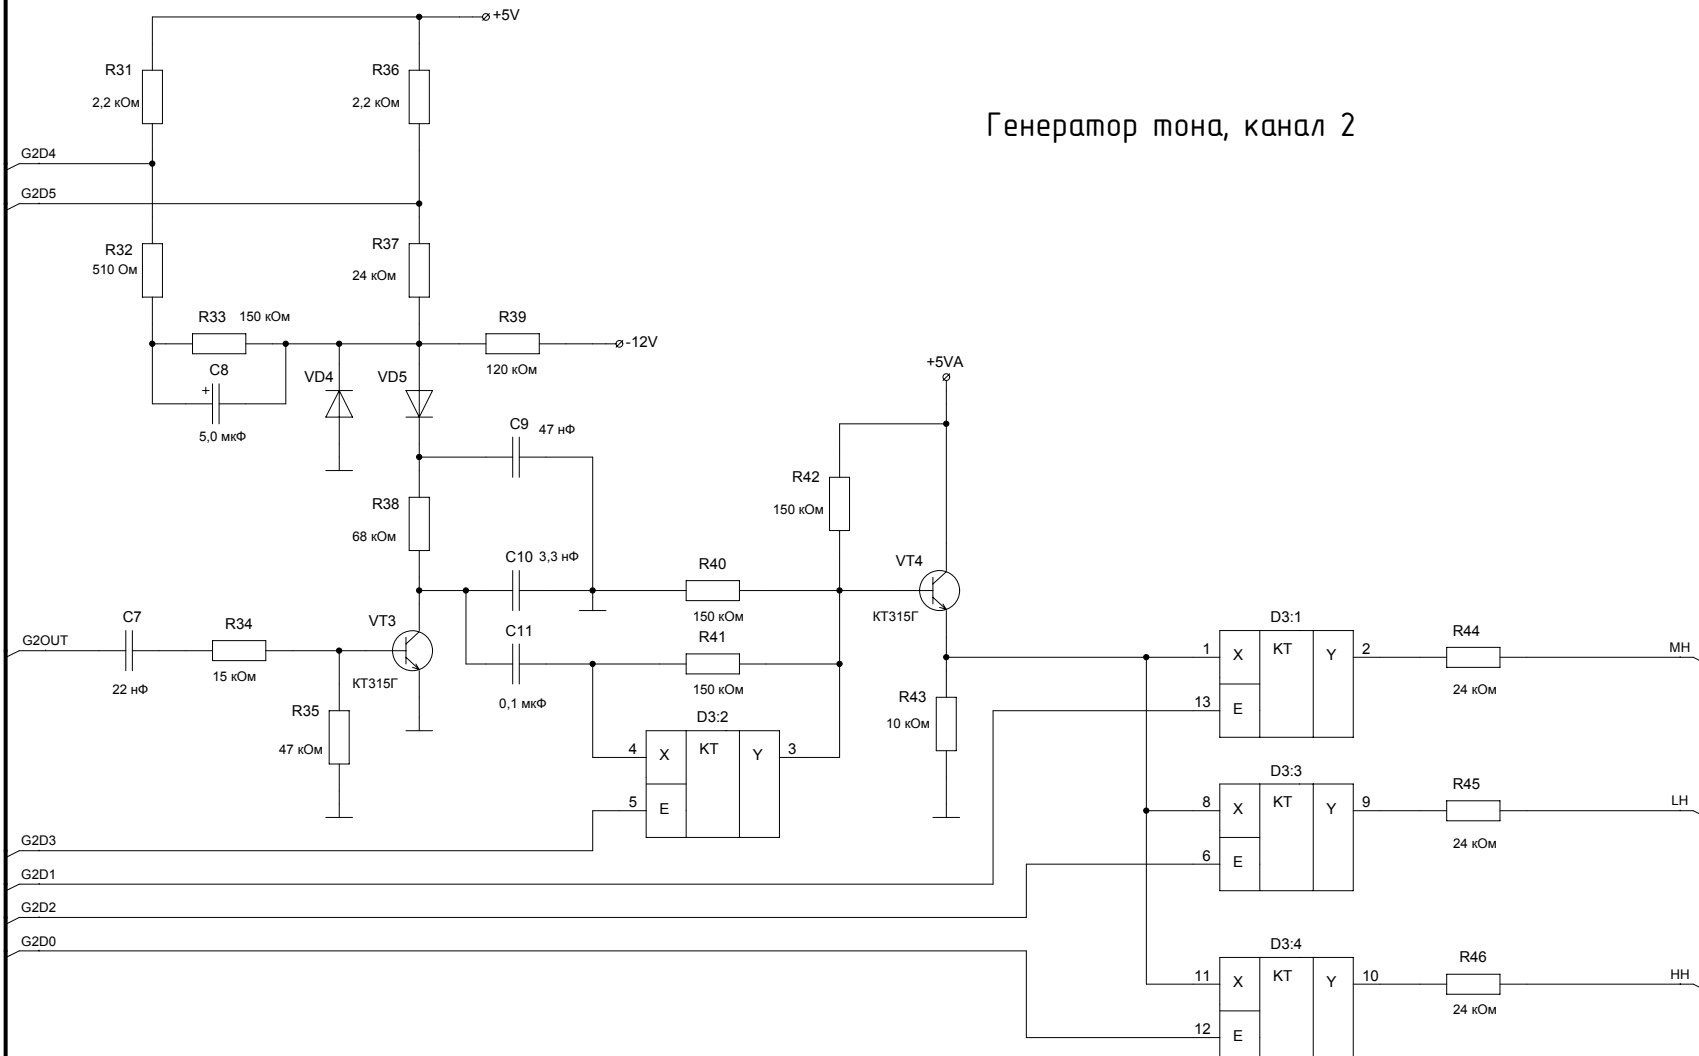 +5V
R31
2,2 кОм
R36
2,2 кОм
Генератор тона, канал 2
G2D4
G2D5
R32
510 Ом
R37
24 кОм
R33 150 кОм
R39
-12V
120 кОм
C8
+
5,0 мкФ
VD4
VD5
+5VA
C9 47 нФ
R42
150 кОм
R38
68 кОм
C10 3,3 нФ
R40
150 кОм
VT4
КТ315Г
C7
22 нФ
G2OUT
R34
15 кОм
VT3
КТ315Г
C11
0,1 мкФ
R41
150 кОм
R35
47 кОм
R43
10 кОм
D3:2
4 X KT Y 3
5 E
D3:1
1 X KT Y 2
13 E
R44
24 кОм
MH
D3:3
8 X KT Y 9
6 E
R45
24 кОм
LH
G2D3
G2D1
G2D2
G2D0
D3:4
11 X KT Y 10
12 E
R46
24 кОм
HH